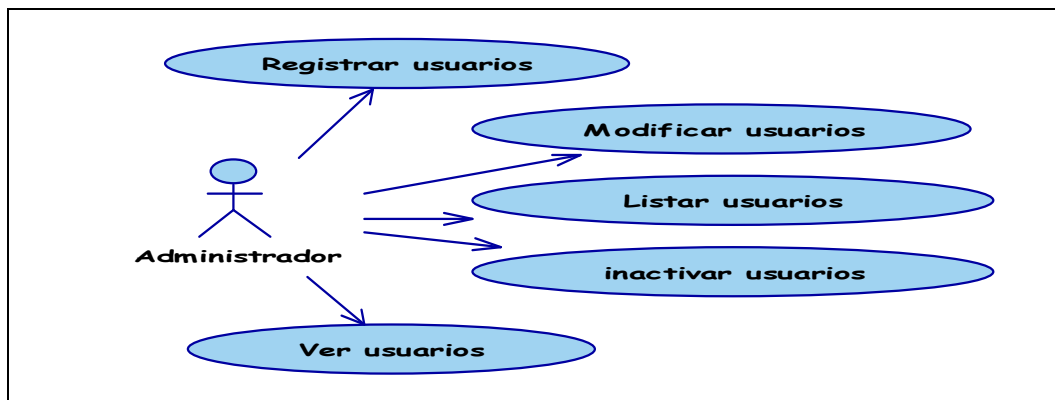 Registrar usuarios
Modificar usuarios
Listar usuarios
Administrador
inactivar usuarios
Ver usuarios